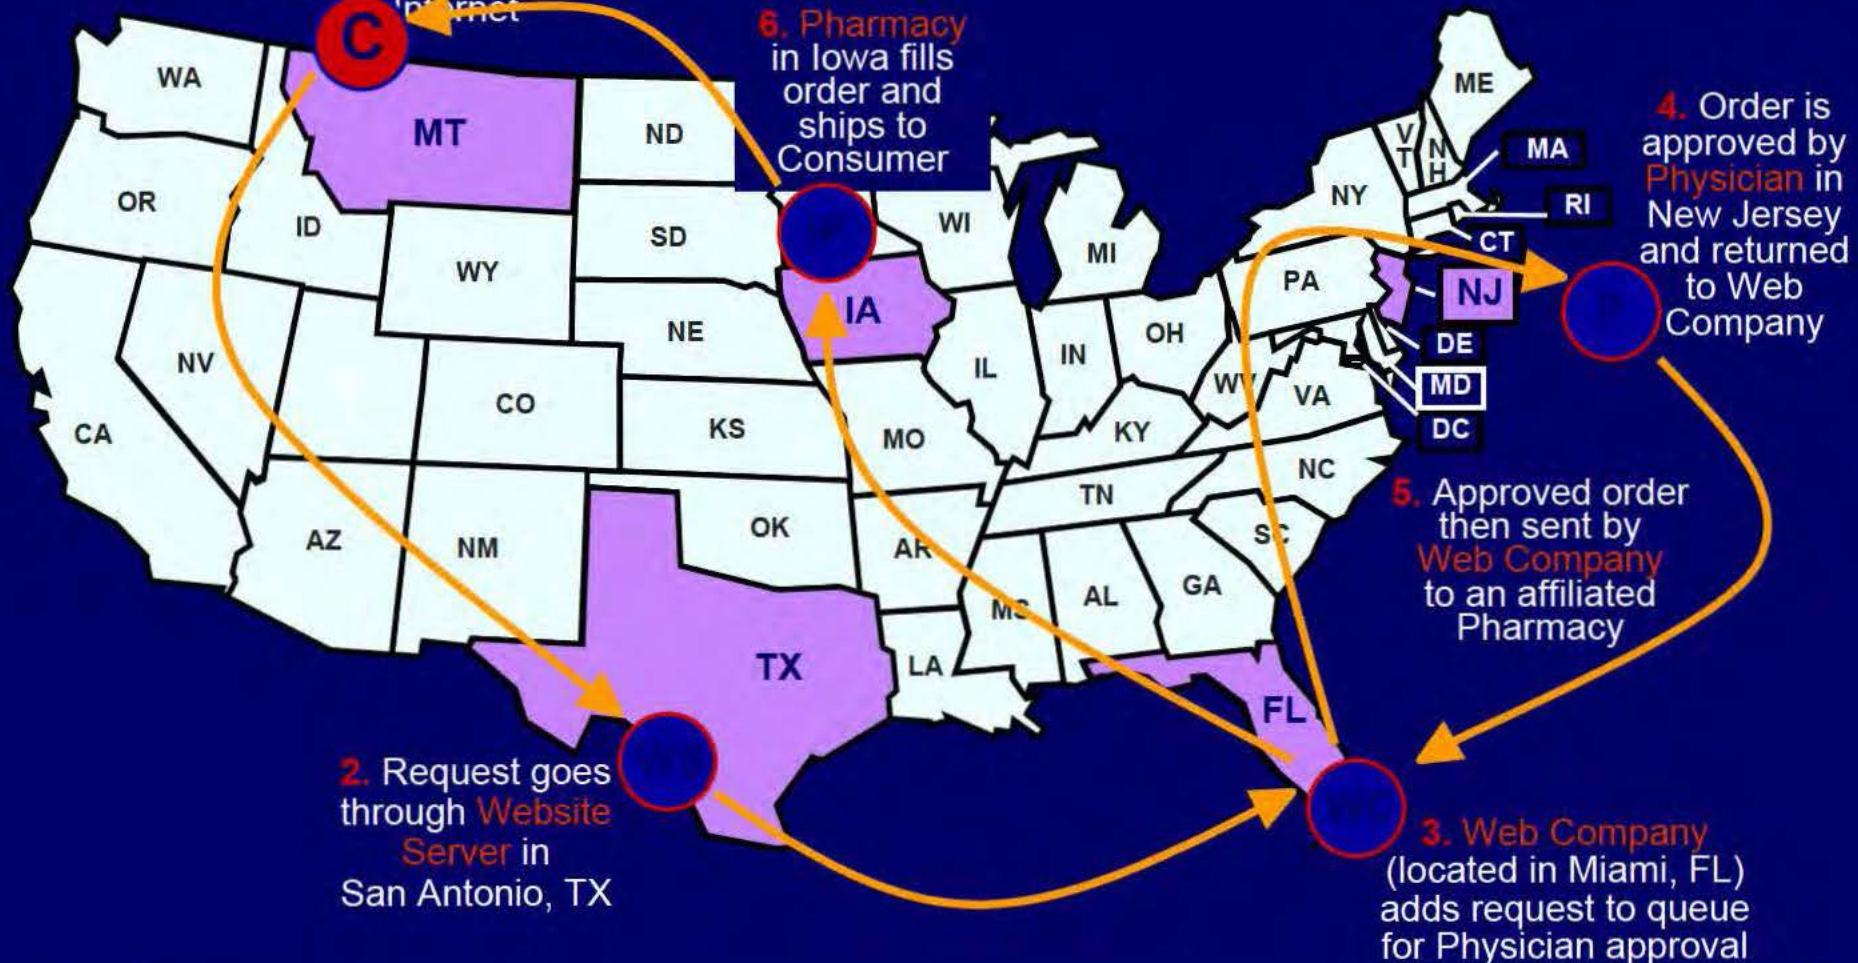 Internet
C
6. Pharmacy
in Iowa fills
order and
ships to
Consumer
4. Order is
approved by
Physician in
New Jersey
and returned
to Web
Company
5. Approved order
then sent by
Web Company
to an affiliated
Pharmacy
2. Request goes
through Website
Server in
San Antonio, TX
3. Web Company
(located in Miami, FL)
adds request to queue
for Physician approval
WA
MT
ND
ME
V
T
N
H
MA
OR
ID
SD
WI
NY
RI
WY
MI
CT
PA
NJ
IA
NE
OH
DE
NV
IL
IN
WV
VA
MD
CO
CA
KS
MO
KY
DC
NC
TN
AZ
NM
OK
AR
SC
MS
AL
GA
TX
LA
FL
P
WS
WC